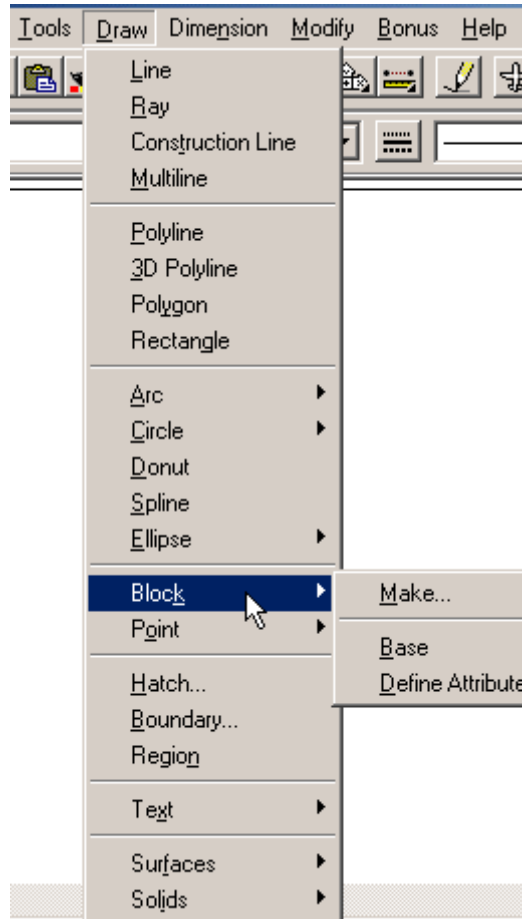 Tools Draw Dimension Modify Bonus Help
Line
Ray
Construction Line
Multiline
Polyline
3D Polyline
Polygon
Rectangle
Arc
Circle
Donut
Spline
Ellipse
Block
Point
Hatch...
Boundary...
Region
Text
Surfaces
Solids
Make...
Base
Define Attribute